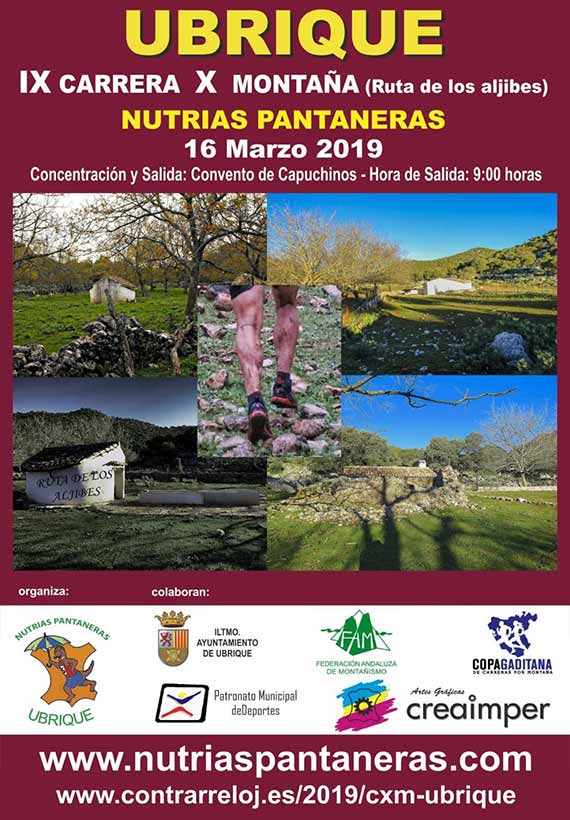 UBRIQUE
IX CARRERA X MONTAÑA (Ruta de los aljibes)
NUTRIAS PANTANERAS
16 Marzo 2019
Concentración y Salida: Convento de Capuchinos - Hora de Salida: 9:00 horas
RUTA DE LOS
ALJIBES
organiza:
colaboran:
NUTRIAS PANTANERAS
UBRIQUE
ILTMO.
AYUNTAMIENTO
DE UBRIQUE
FAM
FEDERACIÓN ANDALUZA
DE MONTAÑISMO
COPAGADITANA
DE CARRERAS POR MONTAÑA
Patronato Municipal
deDeportes
Artes Gráficas
creaimper
www.nutriaspantaneras.com
www.contrarreloj.es/2019/cxm-ubrique